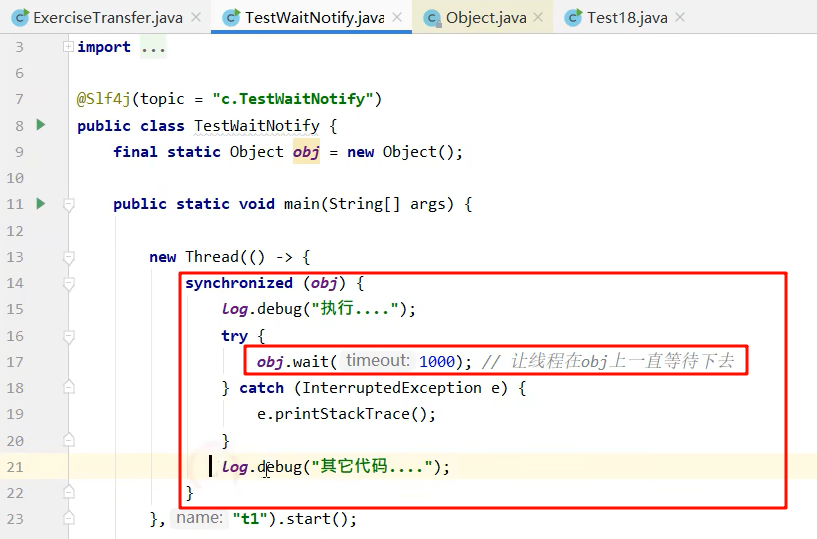 ExerciseTransfer.java × TestWaitNotify.java × Object.java × Test18.java ×
3 import ...
6
7 @Slf4j(topic = "c.TestWaitNotify")
8 public class TestWaitNotify {
9 final static Object obj = new Object();
10
11 public static void main(String[] args) {
12
13 new Thread(() -> {
14 synchronized (obj) {
15 log.debug("执行....");
16 try {
17 obj.wait( timeout: 1000); // 让线程在obj上一直等待下去
18 } catch (InterruptedException e) {
19 e.printStackTrace();
20 }
21 log.debug("其它代码....");
22 }
23 }, name: "t1").start();